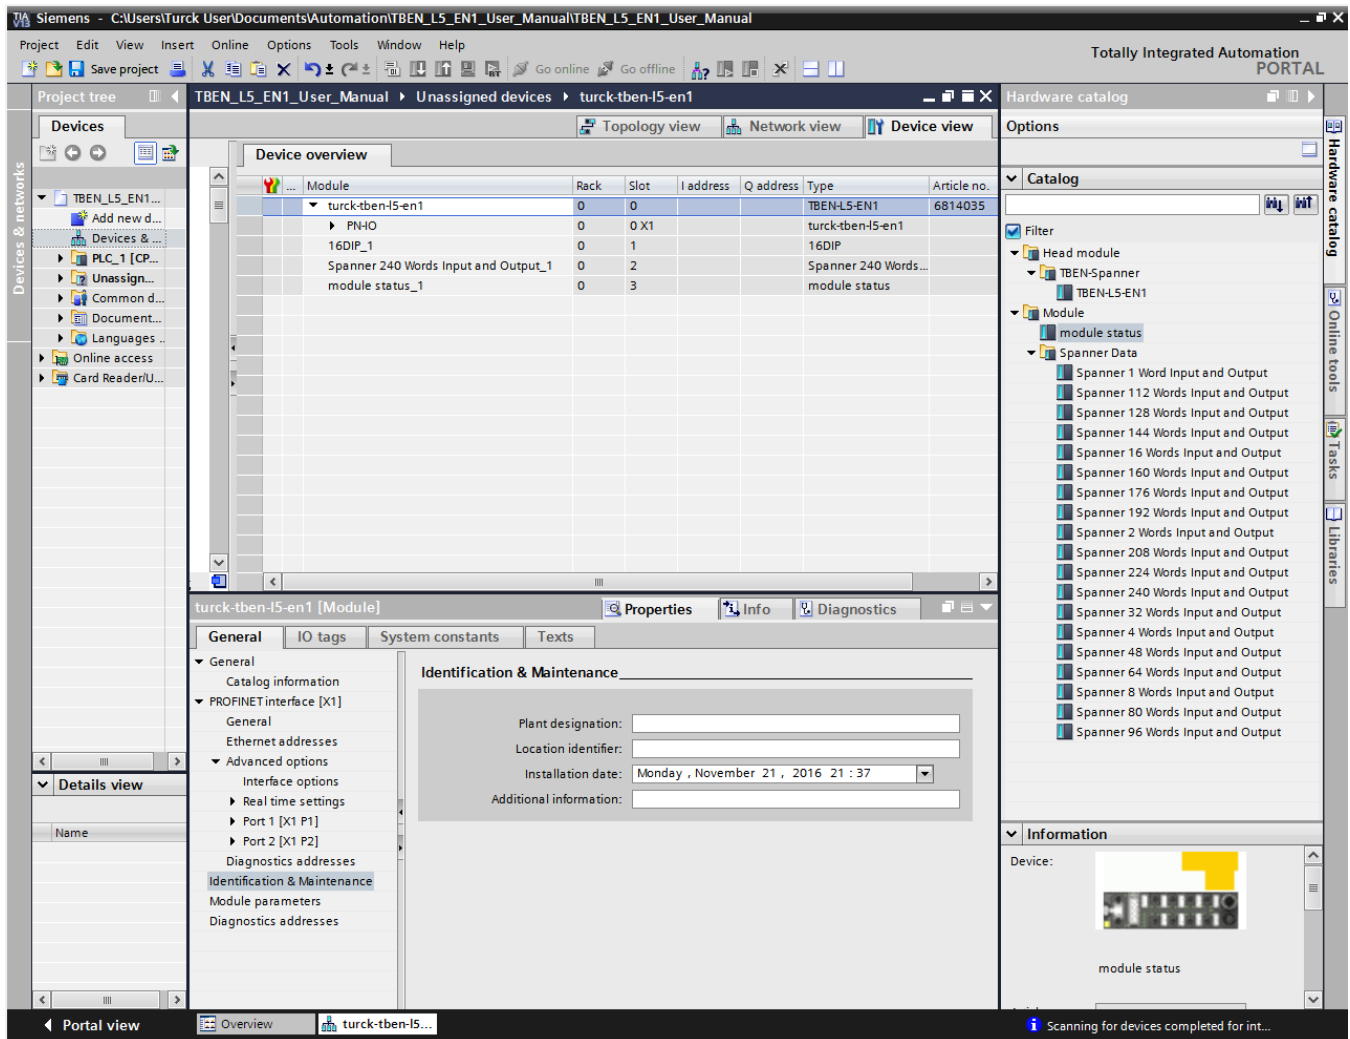 Siemens - C:\Users\Turck User\Documents\Automation\TBEN_L5_EN1_User_Manual\TBEN_L5_EN1_User_Manual
Project Edit View Insert Online Options Tools Window Help
Totally Integrated Automation
PORTAL
Save project Go online Go offline
Project tree
TBEN_L5_EN1_User_Manual Unassigned devices turck-tben-l5-en1
Hardware catalog
Devices
Topology view Network view Device view
Options
Device overview
... Module Rack Slot I address Q address Type Article no.
turck-tben-l5-en1 0 0 TBEN-L5-EN1 6814035
PN-IO 0 0 X1 turck-tben-l5-en1
16DIP_1 0 1 16DIP
Spanner 240 Words Input and Output_1 0 2 Spanner 240 Words...
module status_1 0 3 module status
TBEN_L5_EN1...
Add new d...
Devices & ...
PLC_1 [CP...
Unassign...
Common d...
Document...
Languages ..
Online access
Card Reader/U...
Devices & networks
Catalog
Filter
Head module
TBEN-Spanner
TBEN-L5-EN1
Module
module status
Spanner Data
Spanner 1 Word Input and Output
Spanner 112 Words Input and Output
Spanner 128 Words Input and Output
Spanner 144 Words Input and Output
Spanner 16 Words Input and Output
Spanner 160 Words Input and Output
Spanner 176 Words Input and Output
Spanner 192 Words Input and Output
Spanner 2 Words Input and Output
Spanner 208 Words Input and Output
Spanner 224 Words Input and Output
Spanner 240 Words Input and Output
Spanner 32 Words Input and Output
Spanner 4 Words Input and Output
Spanner 48 Words Input and Output
Spanner 64 Words Input and Output
Spanner 8 Words Input and Output
Spanner 80 Words Input and Output
Spanner 96 Words Input and Output
Hardware catalog
Online tools
Tasks
Libraries
turck-tben-l5-en1 [Module]
Properties Info Diagnostics
General IO tags System constants Texts
General
Catalog information
PROFINET interface [X1]
General
Ethernet addresses
Advanced options
Interface options
Real time settings
Port 1 [X1 P1]
Port 2 [X1 P2]
Diagnostics addresses
Identification & Maintenance
Module parameters
Diagnostics addresses
Identification & Maintenance
Plant designation:
Location identifier:
Installation date: Monday , November 21 , 2016 21 : 37
Additional information:
Details view
Name
Information
Device:
module status
Portal view
Overview
turck-tben-l5...
Scanning for devices completed for int...